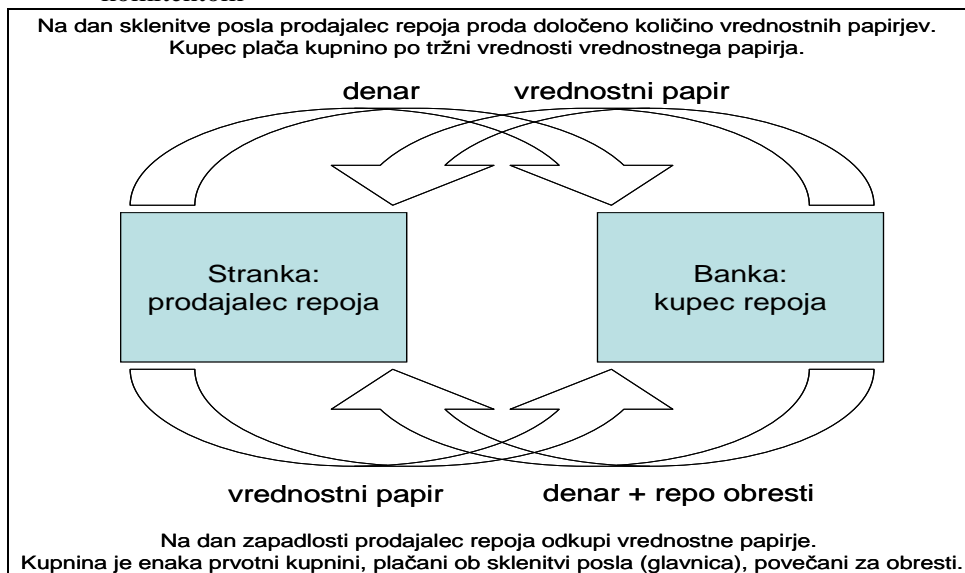 Na dan sklenitve posla prodajalec repoja proda določeno količino vrednostnih papirjev.
Kupec plača kupnino po tržni vrednosti vrednostnega papirja.
denar
vrednostni papir
Stranka:
prodajalec repoja
Banka:
kupec repoja
vrednostni papir
denar + repo obresti
Na dan zapadlosti prodajalec repoja odkupi vrednostne papirje.
Kupnina je enaka prvotni kupnini, plačani ob sklenitvi posla (glavnica), povečani za obresti.